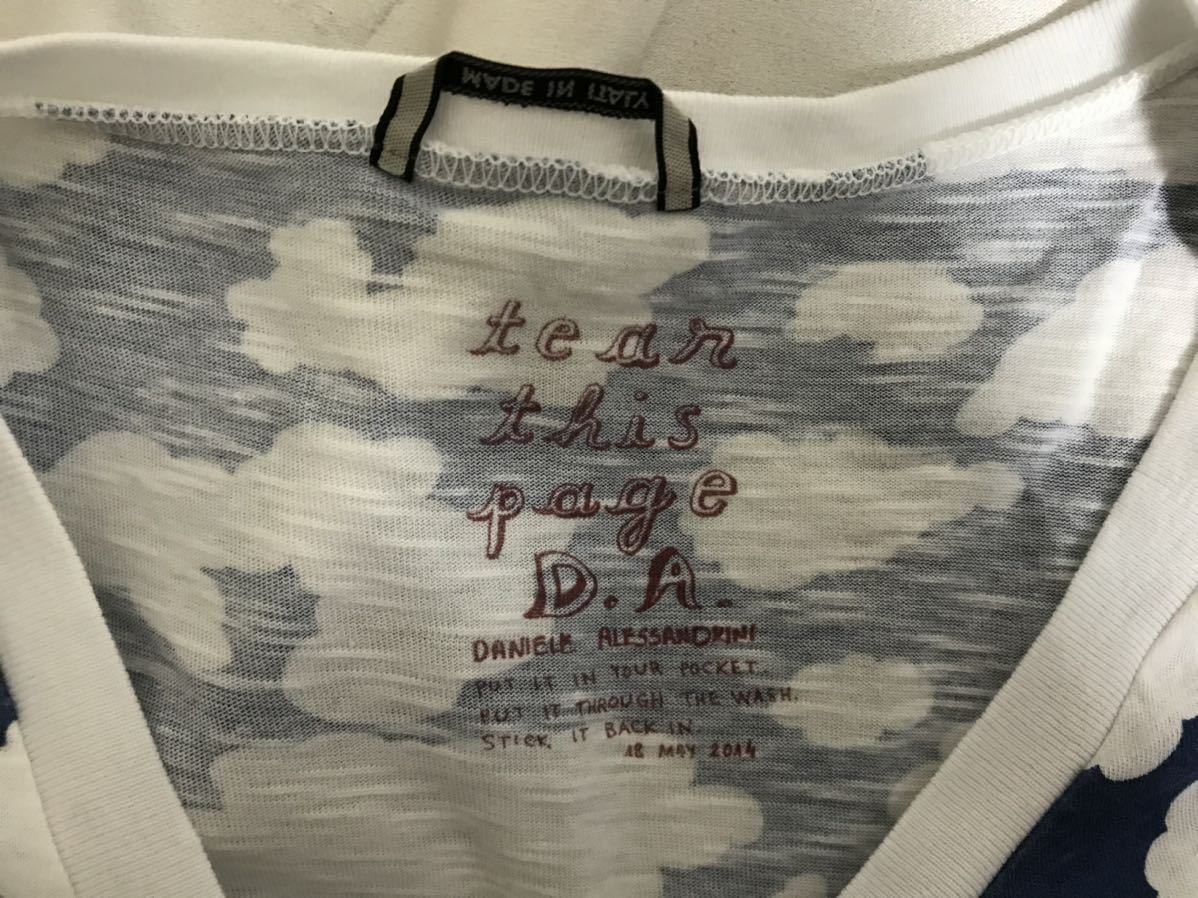 MADE IN ITALY
tear
this
page
D.A.
DANIELE ALESSANDRINI
PUT IT IN YOUR POCKET.
PUT IT THROUGH THE WASH.
STICK IT BACK IN.
18 MAY 2014